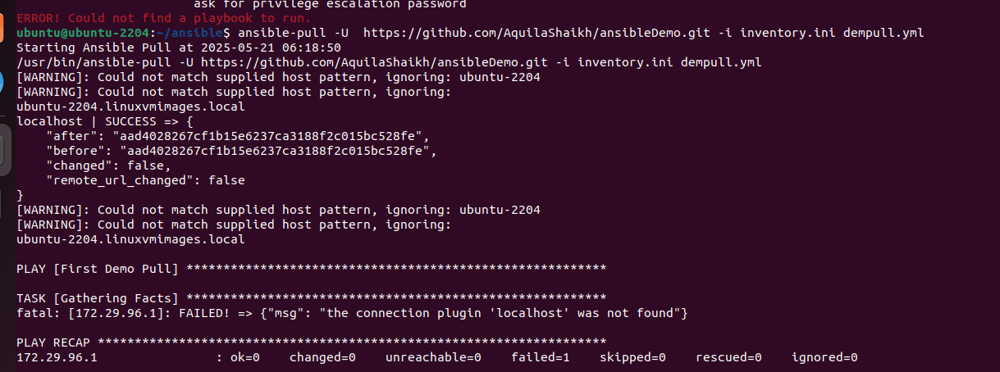 ask for privilege escalation password
ERROR! Could not find a playbook to run.
ubuntu@ubuntu-2204:~/ansible$ ansible-pull -U  https://github.com/AquilaShaikh/ansibleDemo.git -i inventory.ini dempull.yml
Starting Ansible Pull at 2025-05-21 06:18:50
/usr/bin/ansible-pull -U https://github.com/AquilaShaikh/ansibleDemo.git -i inventory.ini dempull.yml
[WARNING]: Could not match supplied host pattern, ignoring: ubuntu-2204
[WARNING]: Could not match supplied host pattern, ignoring:
ubuntu-2204.linuxvmimages.local
localhost | SUCCESS => {
    "after": "aad4028267cf1b15e6237ca3188f2c015bc528fe",
    "before": "aad4028267cf1b15e6237ca3188f2c015bc528fe",
    "changed": false,
    "remote_url_changed": false
}
[WARNING]: Could not match supplied host pattern, ignoring: ubuntu-2204
[WARNING]: Could not match supplied host pattern, ignoring:
ubuntu-2204.linuxvmimages.local
PLAY [First Demo Pull] *********************************************************
TASK [Gathering Facts] *********************************************************
fatal: [172.29.96.1]: FAILED! => {"msg": "the connection plugin 'localhost' was not found"}
PLAY RECAP *********************************************************************
172.29.96.1                : ok=0    changed=0    unreachable=0    failed=1    skipped=0    rescued=0    ignored=0